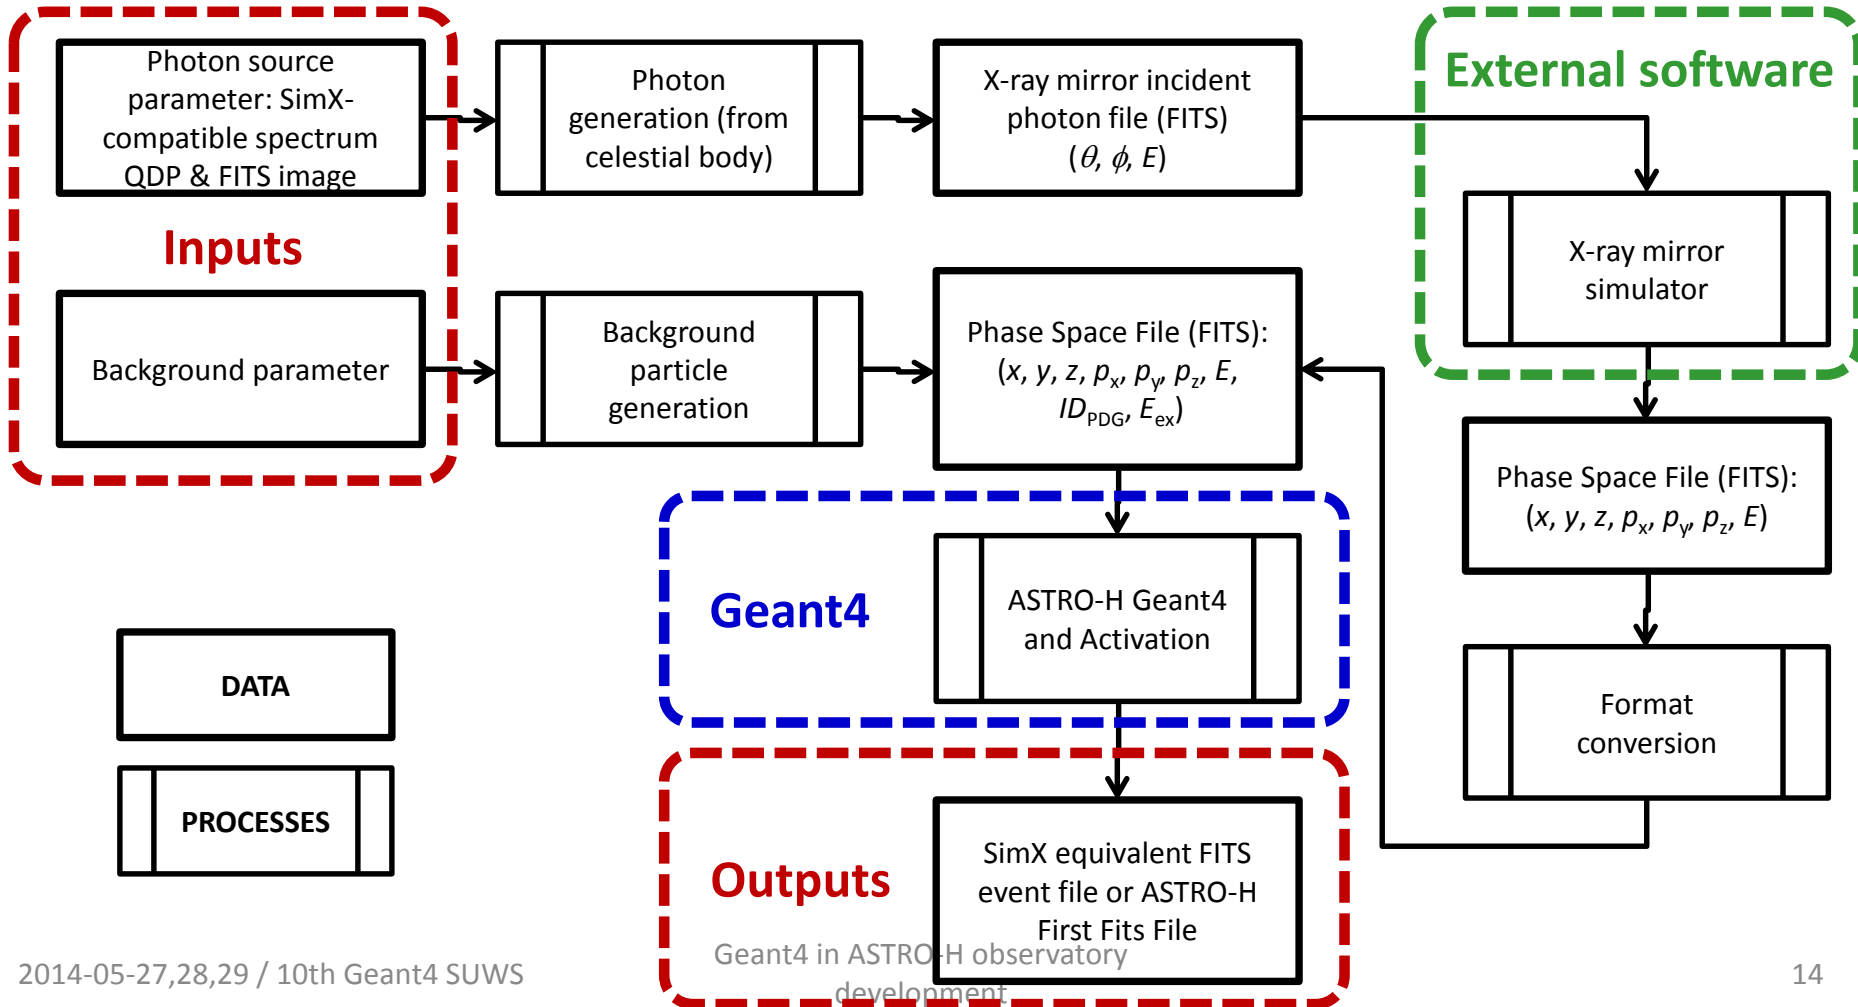 Photon source
parameter: SimX-
compatible spectrum
QDP & FITS image
Photon
generation (from
celestial body)
X-ray mirror incident
photon file (FITS)
(θ, ϕ, E)
External software
Inputs
X-ray mirror
simulator
Background parameter
Background
particle
generation
Phase Space File (FITS):
(x, y, z, px, py, pz, E,
IDPDG, Eex)
Phase Space File (FITS):
(x, y, z, px, py, pz, E)
Geant4
ASTRO-H Geant4
and Activation
Format
conversion
DATA
PROCESSES
Outputs
SimX equivalent FITS
event file or ASTRO-H
First Fits File
2014-05-27,28,29 / 10th Geant4 SUWS
Geant4 in ASTRO-H observatory
development
14